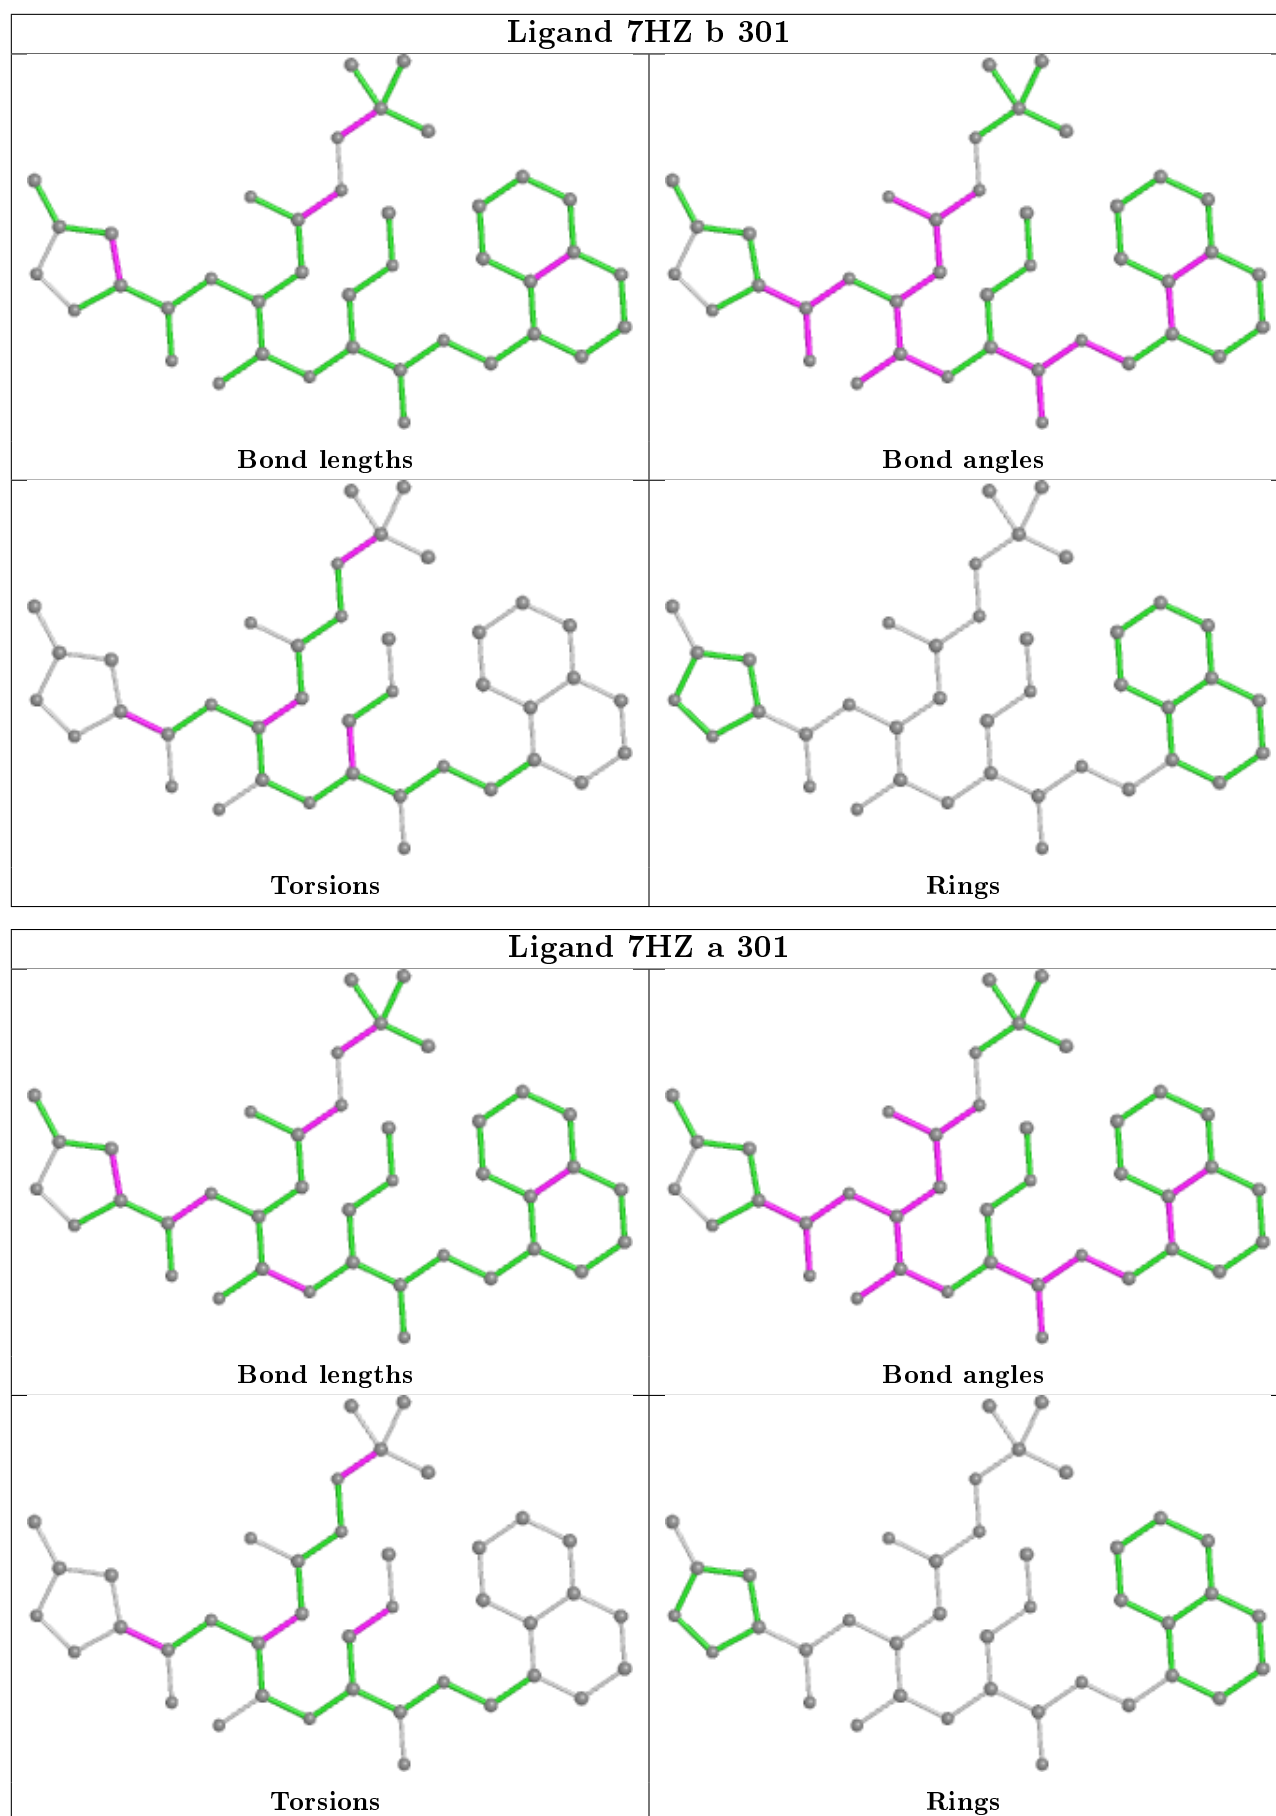 Ligand 7HZ b 301
Bond lengths
Bond angles
Torsions
Rings
Ligand 7HZ a 301
Bond lengths
Bond angles
Torsions
Rings